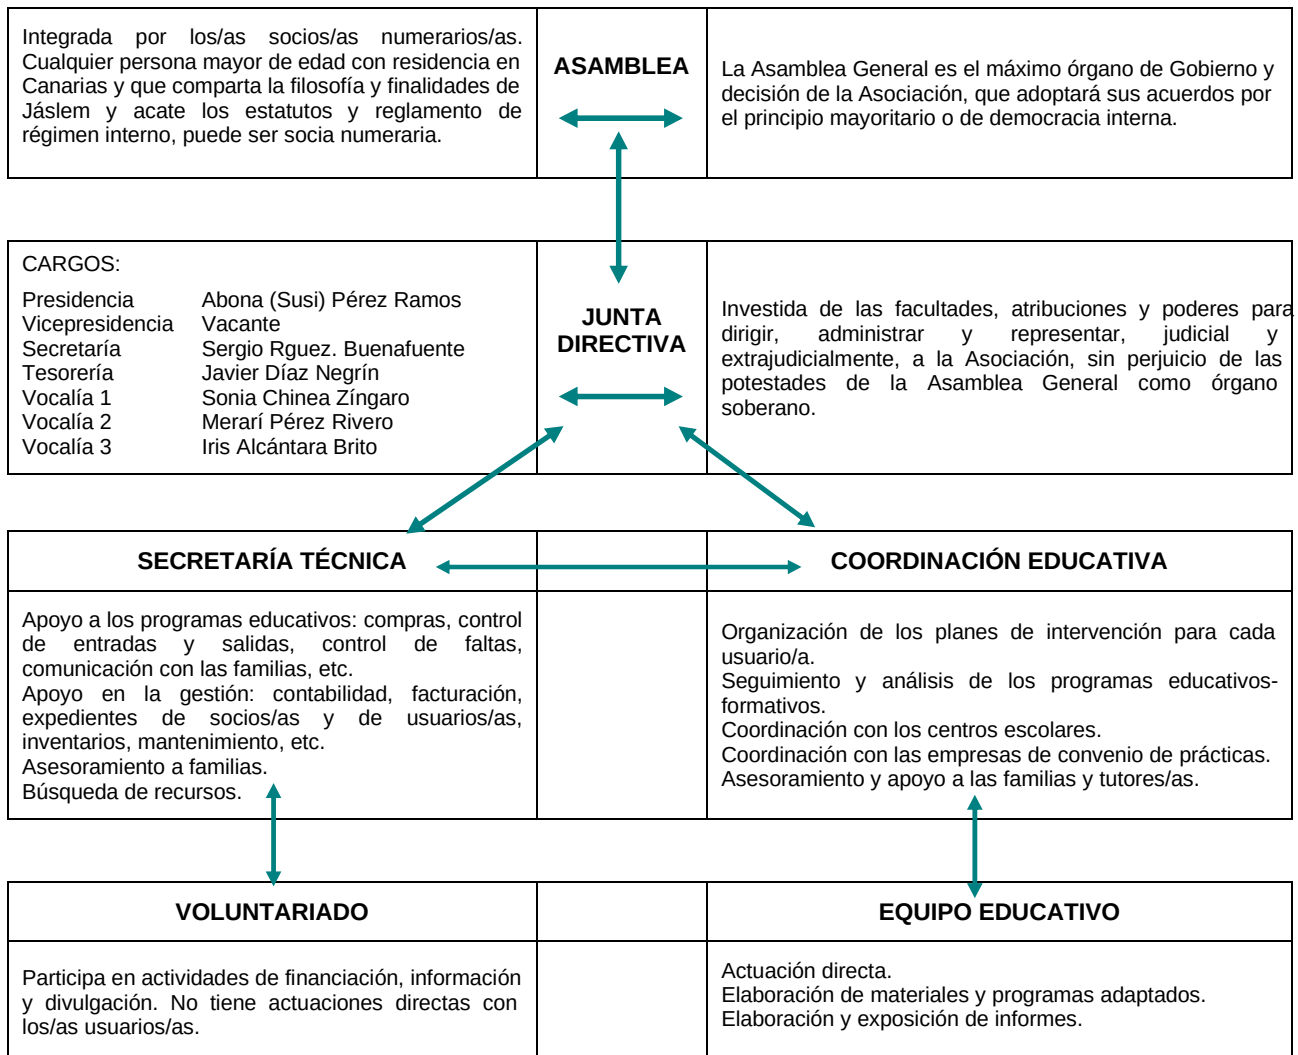 Integrada por los/as socios/as numerarios/as.
Cualquier persona mayor de edad con residencia en
Canarias y que comparta la filosofía y finalidades de
Jáslem y acate los estatutos y reglamento de
régimen interno, puede ser socia numeraria.
ASAMBLEA
La Asamblea General es el máximo órgano de Gobierno y
decisión de la Asociación, que adoptará sus acuerdos por
el principio mayoritario o de democracia interna.
CARGOS:
Presidencia Abona (Susi) Pérez Ramos
Vicepresidencia Vacante
Secretaría Sergio Rguez. Buenafuente
Tesorería Javier Díaz Negrín
Vocalía 1 Sonia Chinea Zíngaro
Vocalía 2 Merarí Pérez Rivero
Vocalía 3 Iris Alcántara Brito
JUNTA
DIRECTIVA
Investida de las facultades, atribuciones y poderes para
dirigir, administrar y representar, judicial y
extrajudicialmente, a la Asociación, sin perjuicio de las
potestades de la Asamblea General como órgano
soberano.
SECRETARÍA TÉCNICA
COORDINACIÓN EDUCATIVA
Apoyo a los programas educativos: compras, control
de entradas y salidas, control de faltas,
comunicación con las familias, etc.
Apoyo en la gestión: contabilidad, facturación,
expedientes de socios/as y de usuarios/as,
inventarios, mantenimiento, etc.
Asesoramiento a familias.
Búsqueda de recursos.
Organización de los planes de intervención para cada
usuario/a.
Seguimiento y análisis de los programas educativos-
formativos.
Coordinación con los centros escolares.
Coordinación con las empresas de convenio de prácticas.
Asesoramiento y apoyo a las familias y tutores/as.
VOLUNTARIADO
EQUIPO EDUCATIVO
Participa en actividades de financiación, información
y divulgación. No tiene actuaciones directas con
los/as usuarios/as.
Actuación directa.
Elaboración de materiales y programas adaptados.
Elaboración y exposición de informes.